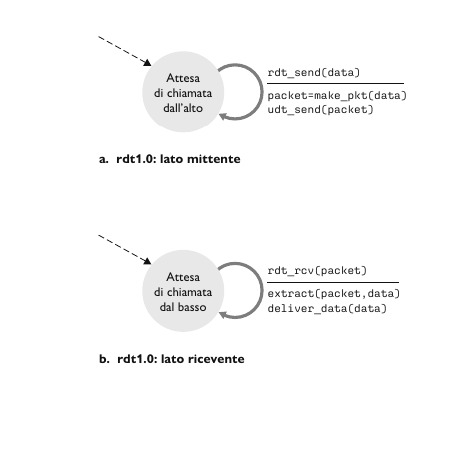 Attesa
di chiamata
dall'alto
rdt_send(data)
packet=make_pkt(data)
udt_send(packet)
a. rdt1.0: lato mittente
Attesa
di chiamata
dal basso
rdt_rcv(packet)
extract(packet,data)
deliver_data(data)
b. rdt1.0: lato ricevente